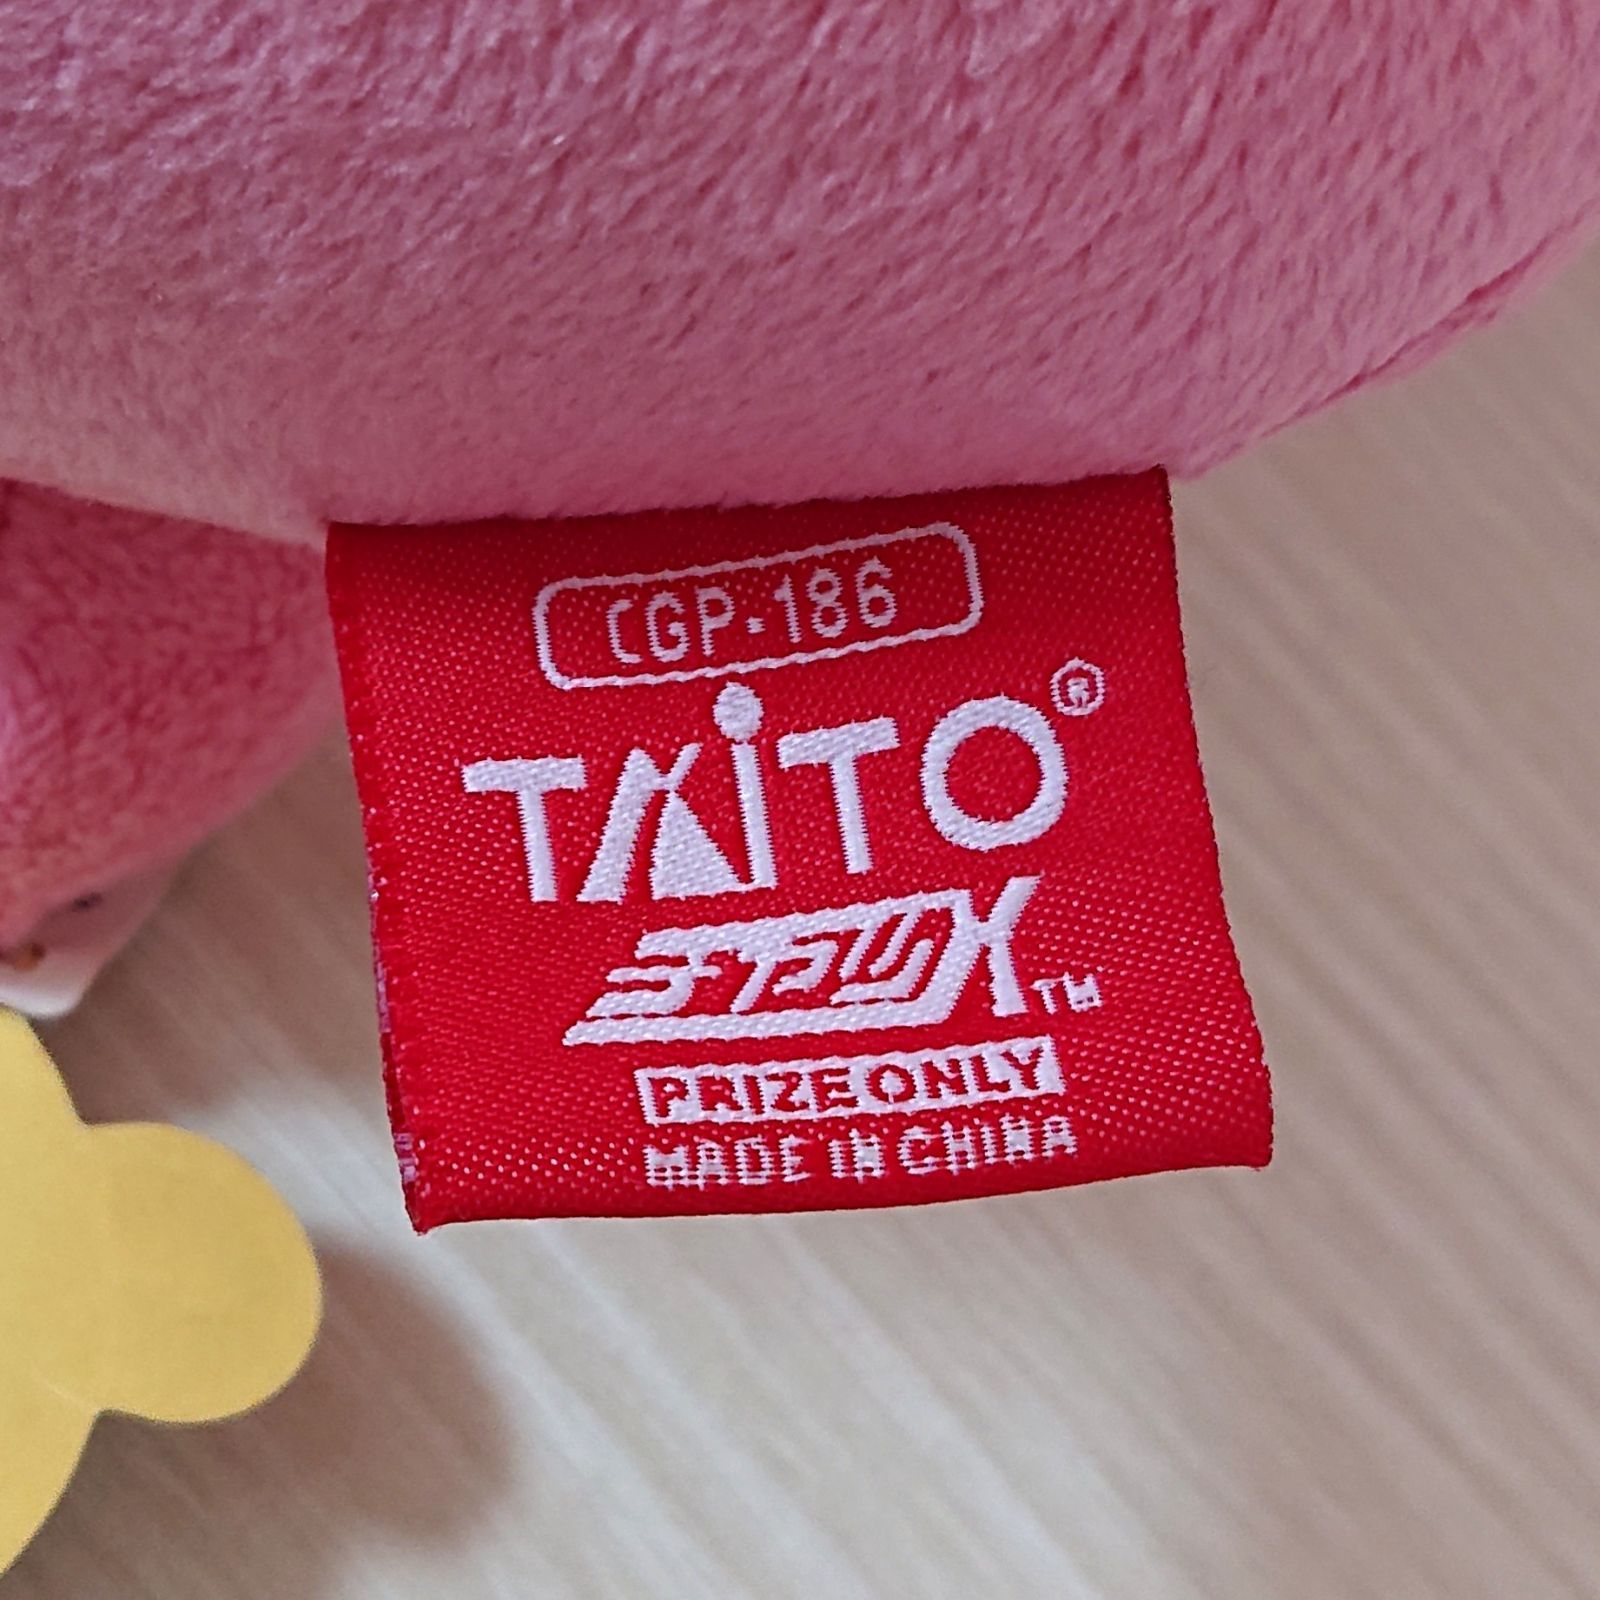 CGP-186
TAiTO®
PRIZE ONLY
MADE IN CHINA